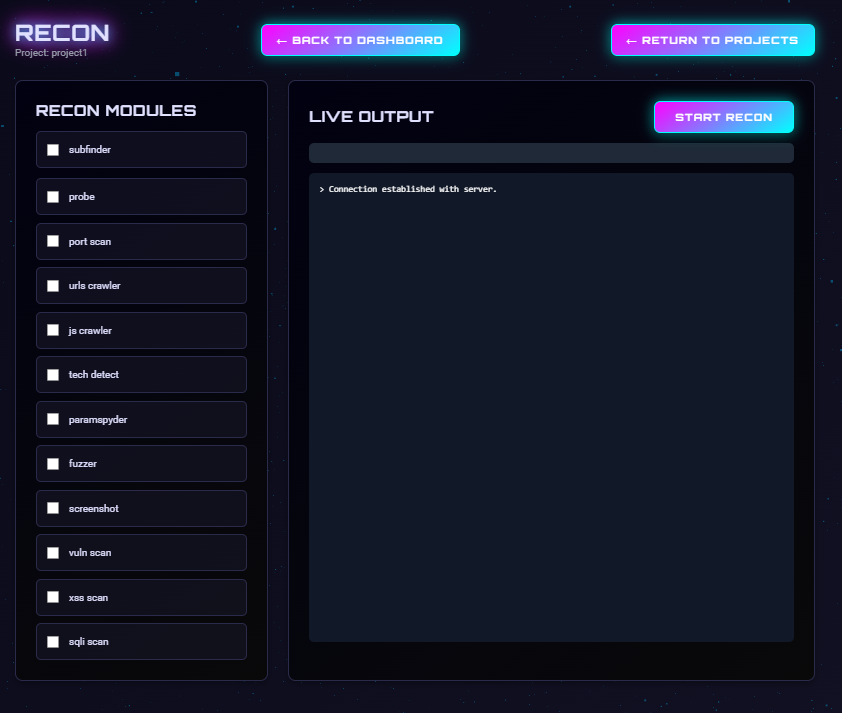 RECON
Project: project1
← BACK TO DASHBOARD
← RETURN TO PROJECTS
RECON MODULES
subfinder
probe
port scan
urls crawler
js crawler
tech detect
paramspyder
fuzzer
screenshot
vuln scan
xss scan
sqli scan
LIVE OUTPUT
START RECON
> Connection established with server.